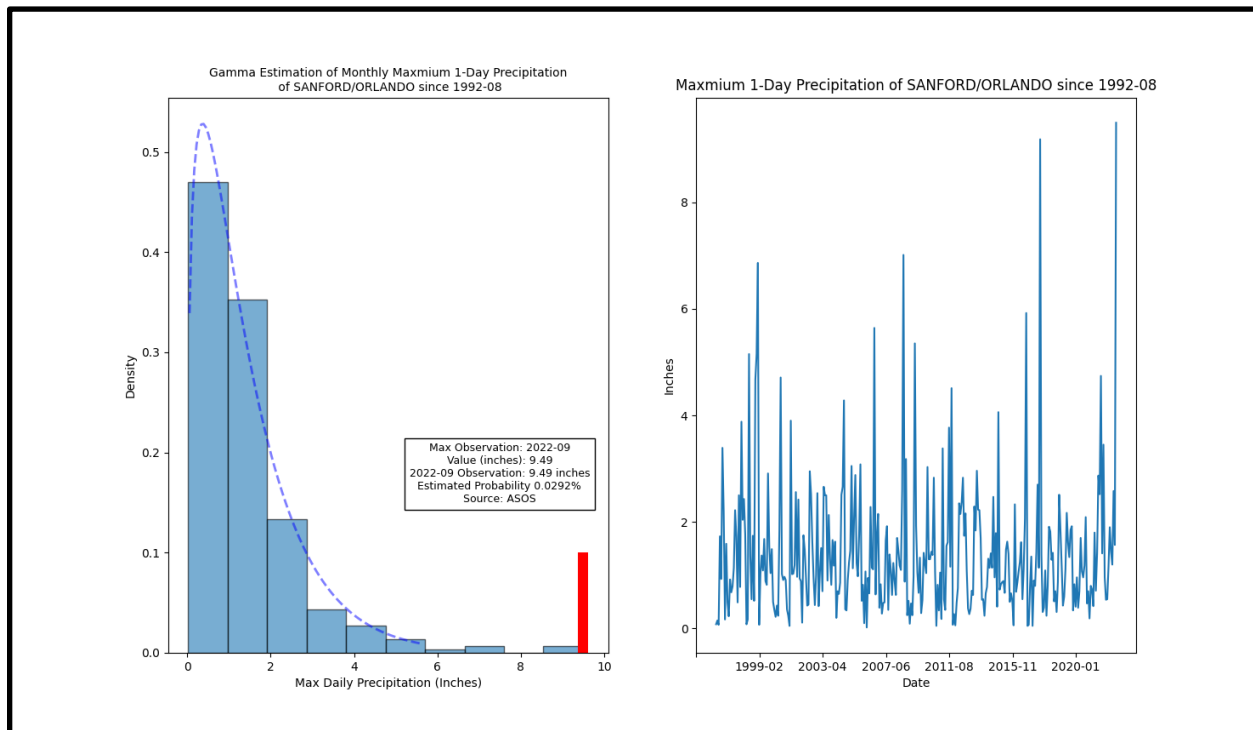 Gamma Estimation of Monthly Maxmium 1-Day Precipitation
of SANFORD/ORLANDO since 1992-08
0.5
0.4
0.3
0.2
0.1
0.0
Density
Max Observation: 2022-09
Value (inches): 9.49
2022-09 Observation: 9.49 inches
Estimated Probability 0.0292%
Source: ASOS
0 2 4 6 8 10
Max Daily Precipitation (Inches)
Maxmium 1-Day Precipitation of SANFORD/ORLANDO since 1992-08
8
6
4
2
0
Inches
1999-02 2003-04 2007-06 2011-08 2015-11 2020-01
Date